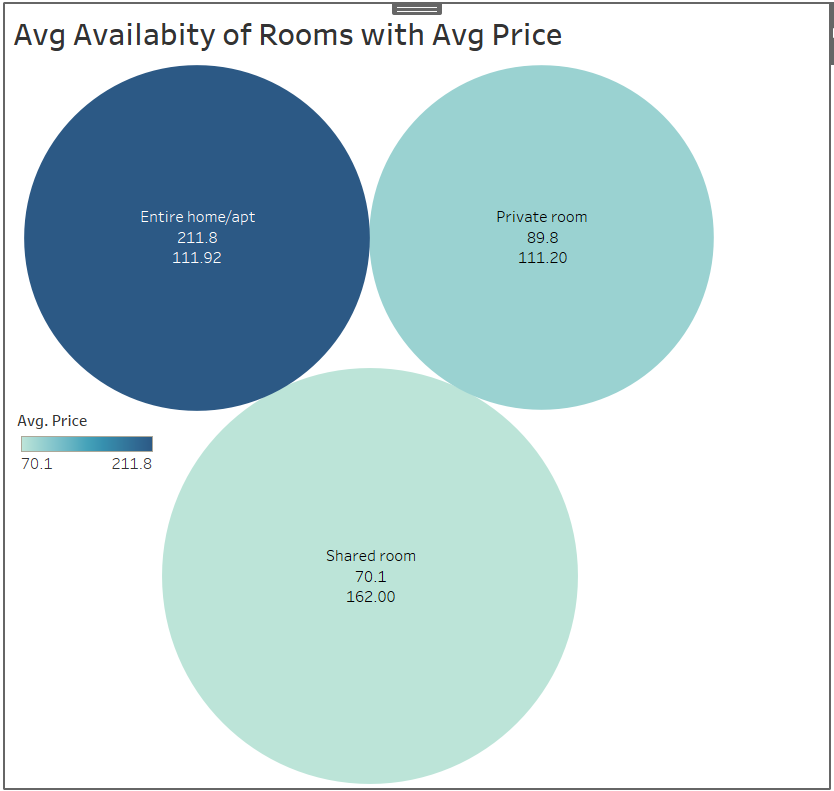 Avg Availabity of Rooms with Avg Price
Entire home/apt
211.8
111.92
Private room
89.8
111.20
Avg. Price
70.1 211.8
Shared room
70.1
162.00